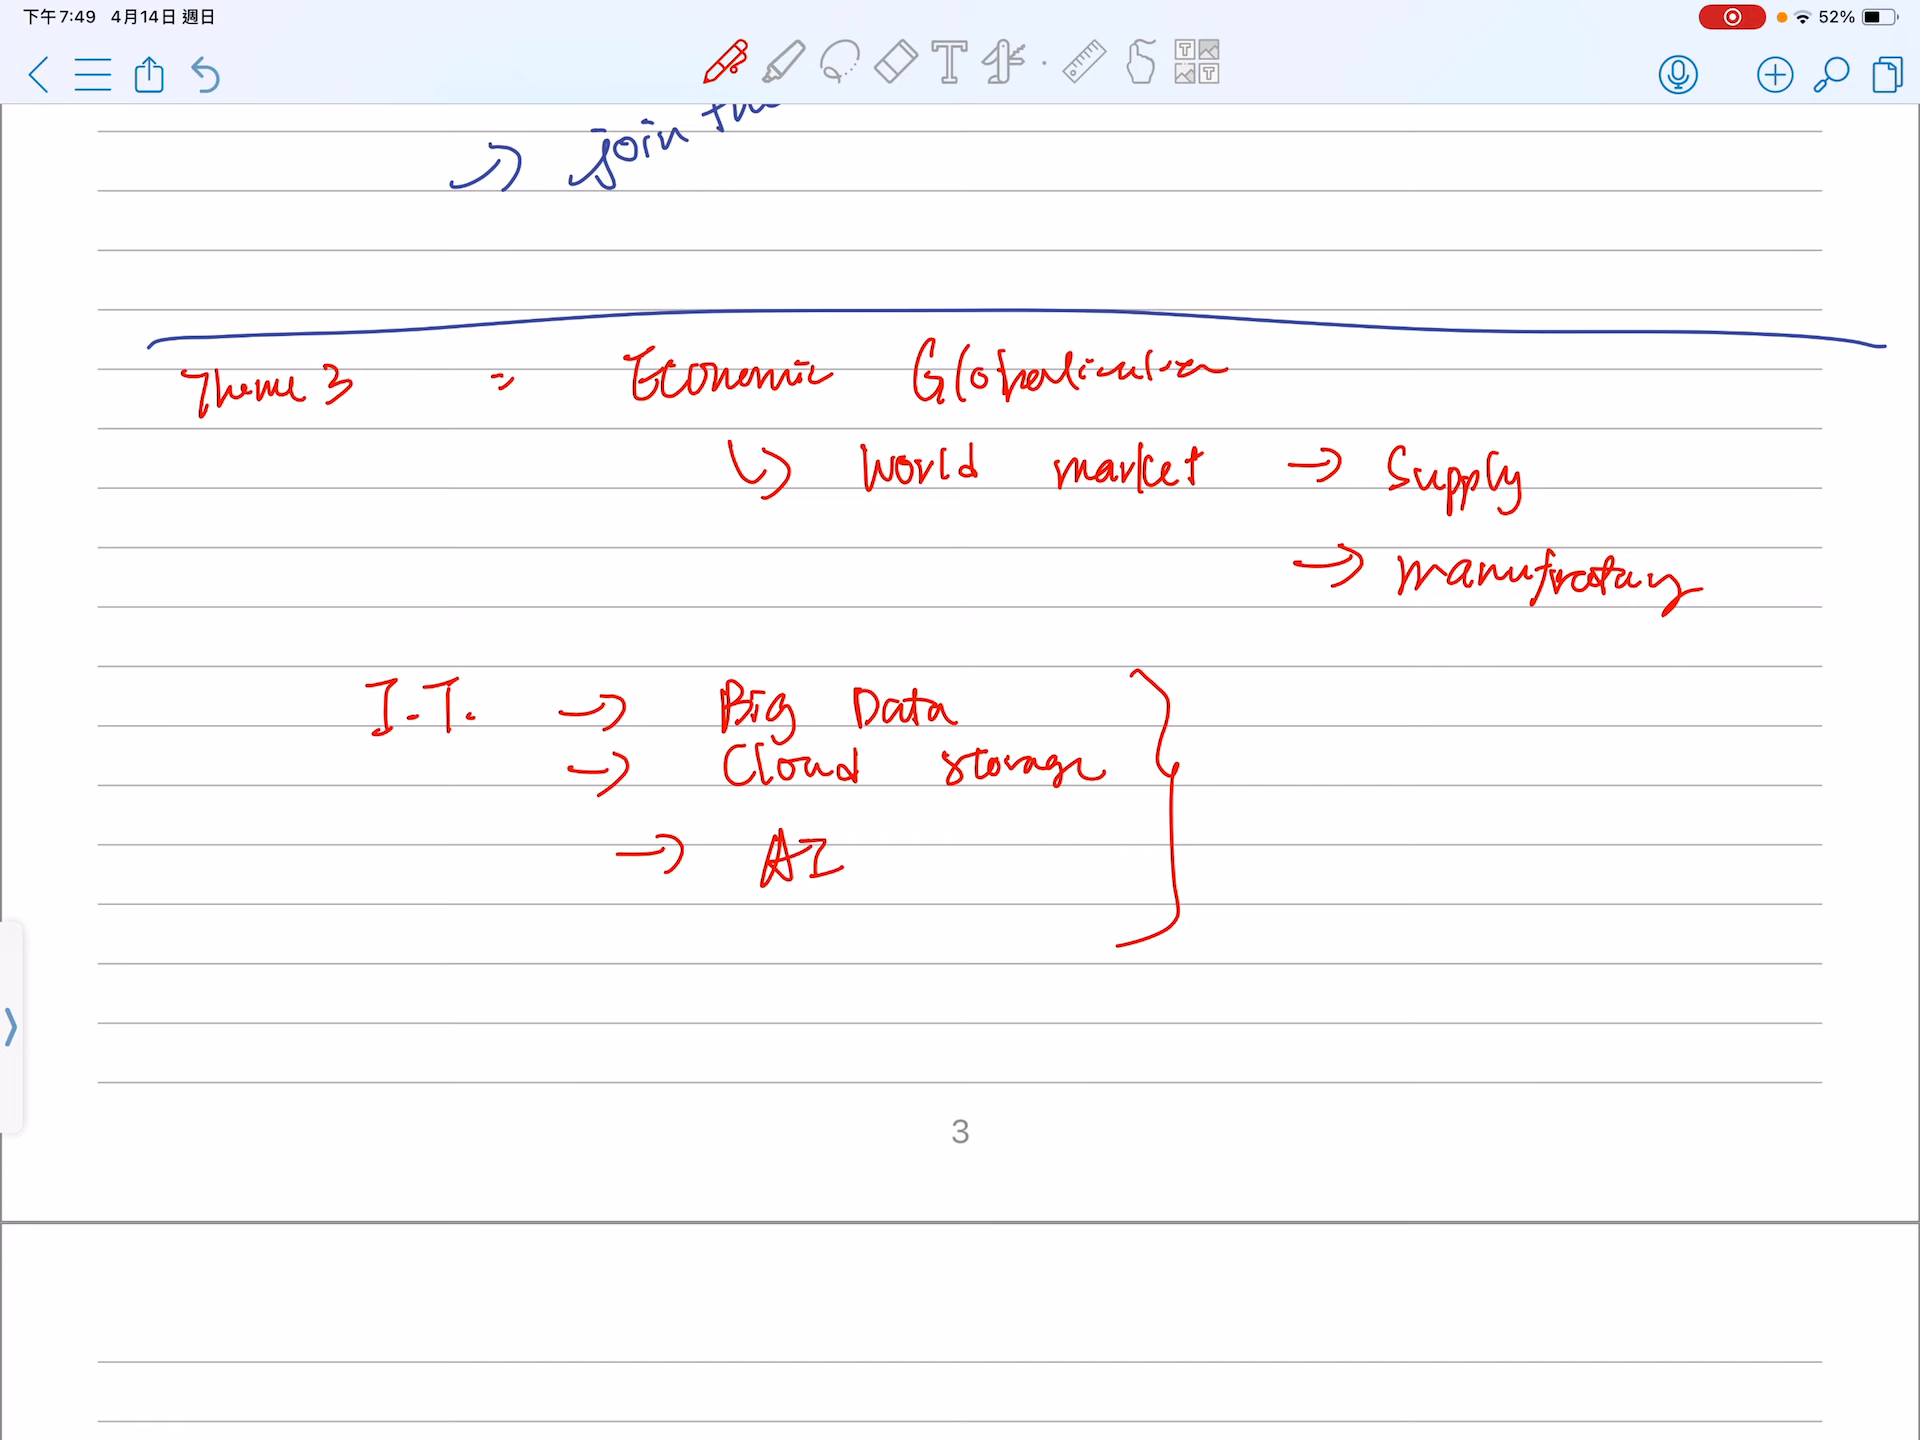 下午7:49 4月14日 週日
52%
→ join the
Theme 3 = Economic Globalization
↳ World market → Supply
→ manufactory
I.T. → Big Data
→ Cloud storage
→ AI
3